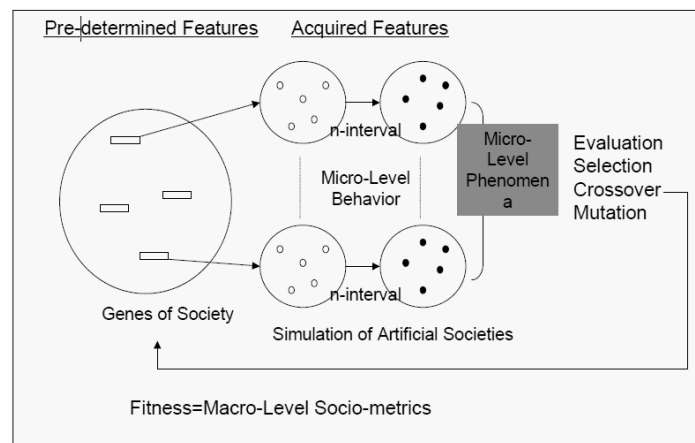 Pre-determined Features
Acquired Features
n-interval
Micro-Level
Behavior
Micro-
Level
Phenomen
a
Evaluation
Selection
Crossover
Mutation
n-interval
Genes of Society
Simulation of Artificial Societies
Fitness=Macro-Level Socio-metrics